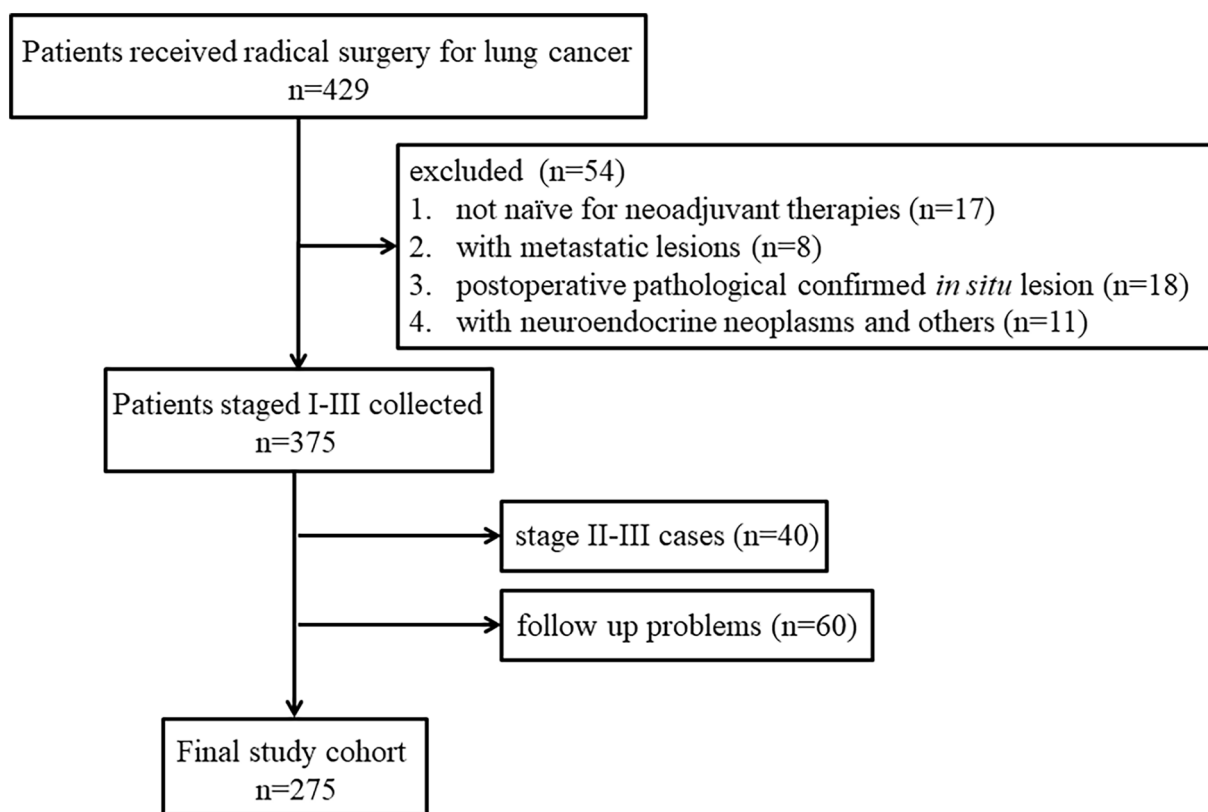 Patients received radical surgery for lung cancer
n=429
excluded (n=54)
1. not naïve for neoadjuvant therapies (n=17)
2. with metastatic lesions (n=8)
3. postoperative pathological confirmed in situ lesion (n=18)
4. with neuroendocrine neoplasms and others (n=11)
Patients staged I-III collected
n=375
stage II-III cases (n=40)
follow up problems (n=60)
Final study cohort
n=275